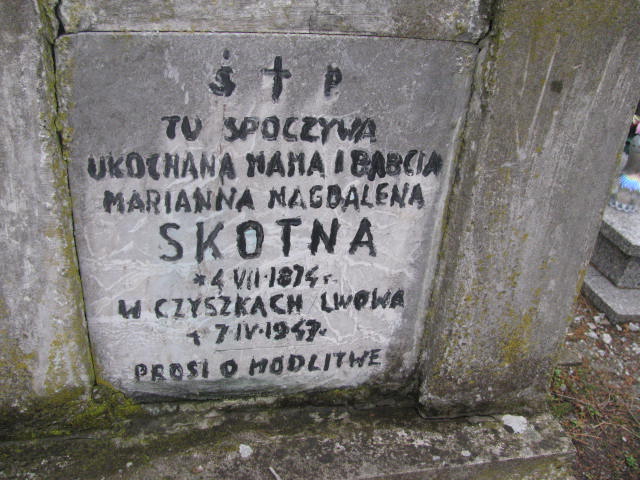 Ś † P
TU SPOCZYWA
UKOCHANA MAMA I BABCIA
MARIANNA MAGDALENA
SKOTNA
* 4 VII 1874 r.
W CZYSZKACH LWOWA
+ 7 IV 1947
PROSI O MODLITWE